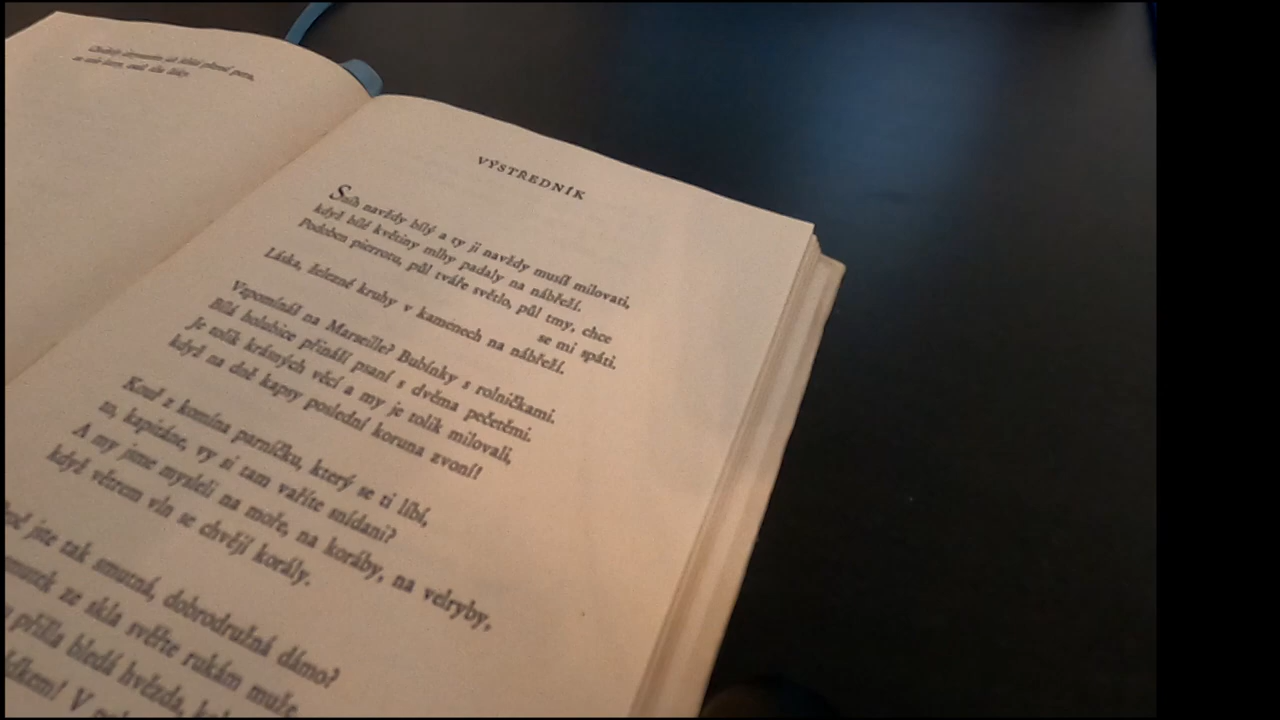 VÝSTŘEDNÍK
Sníh navždy bílý a ty ji navždy musíš milovati,
když bílé květiny mlhy padaly na nábřeží.
Podoben pierrotu, půl tváře světlo, půl tmy, chce
se mi spáti.
Láska, železné kruhy v kamenech na nábřeží.
Vzpomínáš na Marseille? Bubínky s rolničkami.
Bílá holubice přináší psaní s dvěma pečetěmi.
Je tolik krásných věcí a my je tolik milovali,
když na dně kapsy poslední koruna zvoní!
Kouř z komína parníčku, který se ti líbí,
to, kapitáne, vy si tam vaříte snídani?
A my jsme mysleli na moře, na koráby, na velryby,
když větrem vln se chvějí korály.
jste tak smutná, dobrodružná dámo?
smutek ze skla svěřte rukám muže.
přišla bledá hvězda,
V